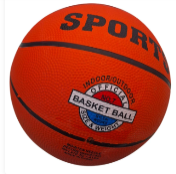 SPORT
INDOOR/OUTDOOR
OFFICIAL
BASKET BALL
SIZE & WEIGHT